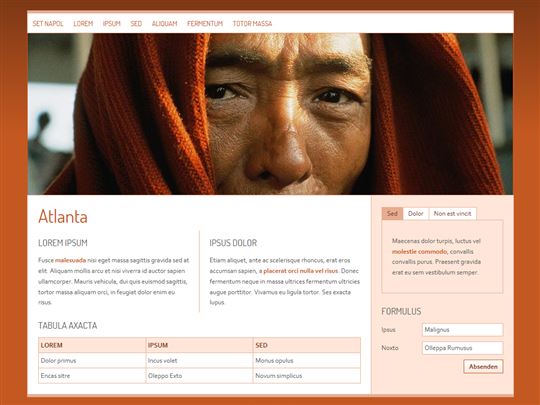 SET NAPOL LOREM IPSUM SED ALIQUAM FERMENTUM TOTOR MASSA
Atlanta
LOREM IPSUM
Fusce malesuada nisi eget massa sagittis gravida sed at
elit. Aliquam mollis arcu et nisi viverra id auctor sapien
ullamcorper. Mauris vehicula, dui quis euismod sagittis,
tortor massa aliquam orci, in feugiat dolor enim eu
risus.
IPSUS DOLOR
Etiam aliquet, ante ac scelerisque rhoncus, erat eros
accumsan sapien, a placerat orci nulla vel risus. Donec
fermentum neque in massa ultrices fermentum ultricies
augue porttitor. Vivamus eu ligula tortor. Ses exacta
lupus.
TABULA AXACTA
LOREM IPSUM SED
Dolor primus Incus volet Monus opulus
Encas sitre Oleppo Exto Novum simplicus
Sed Dolor Non est vincit
Maecenas dolor turpis, luctus vel
molestie commodo, convallis
convallis purus. Praesent gravida
erat eu sem vestibulum semper.
FORMULUS
Ipsus Malignus
Noxto Olleppa Rumusus
Absenden